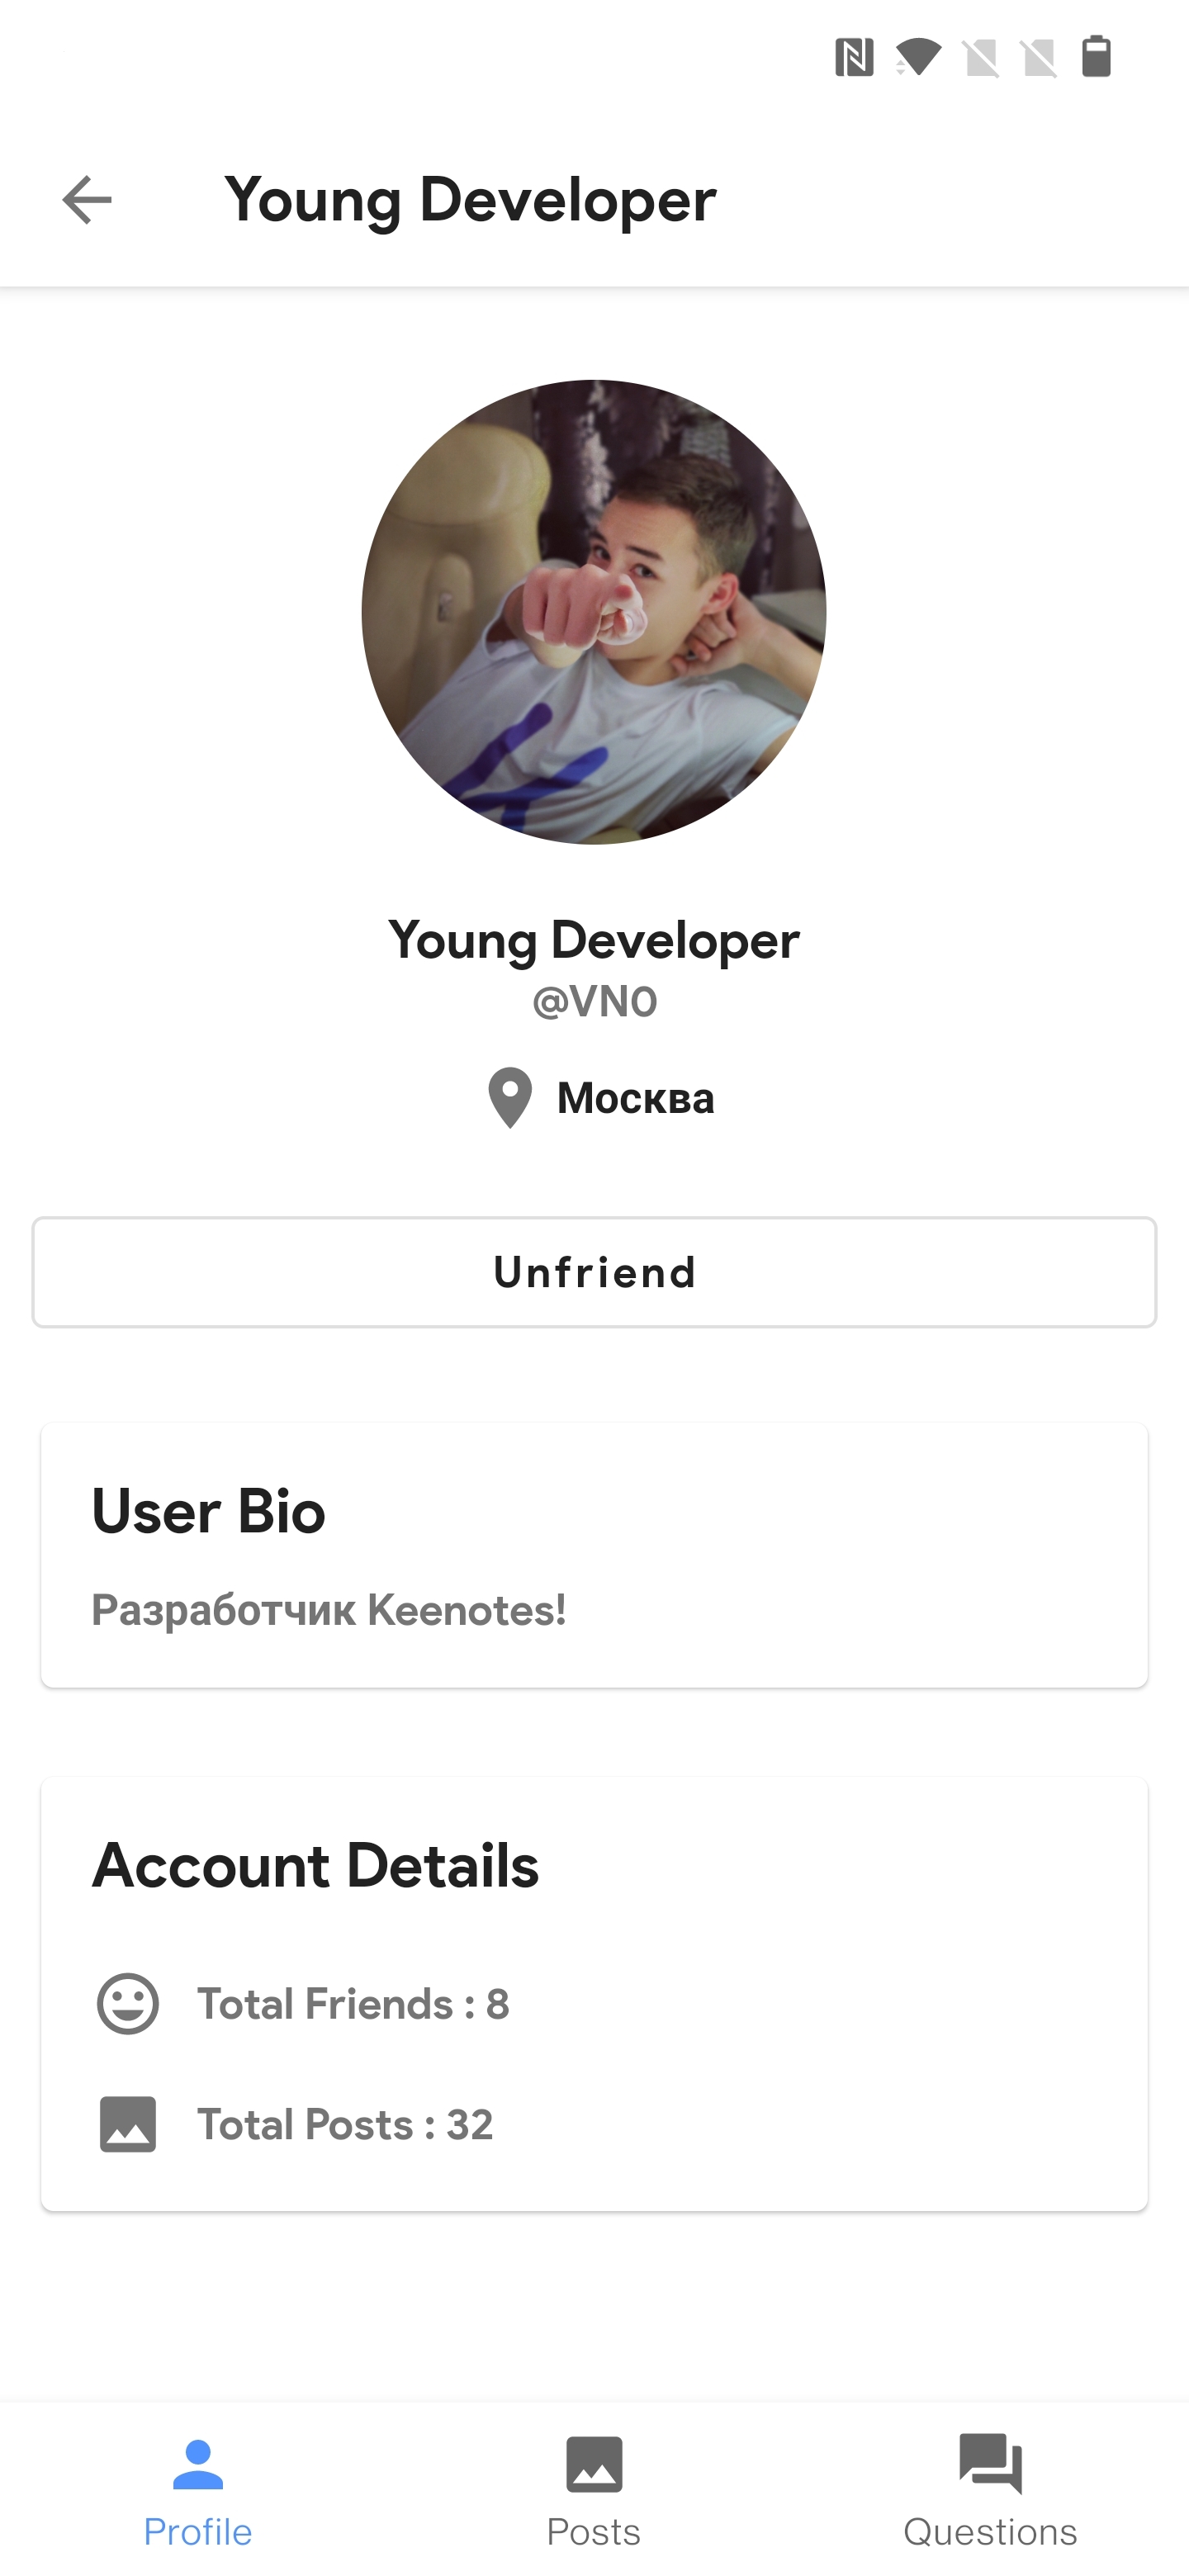 Young Developer
Young Developer
@VN0
Москва
Unfriend
User Bio
Разработчик Keenotes!
Account Details
Total Friends : 8
Total Posts : 32
Profile
Posts
Questions